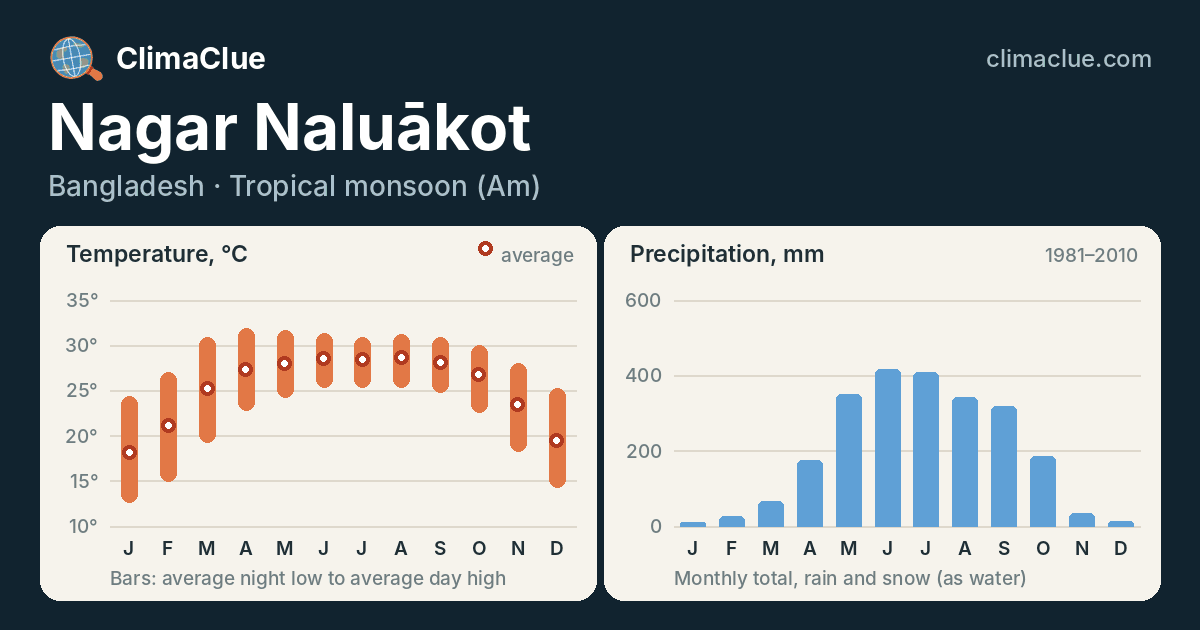 ClimaClue
climaclue.com
Nagar Naluākot
Bangladesh · Tropical monsoon (Am)
Temperature, °C
average
35°
30°
25°
20°
15°
10°
J F M A M J J A S O N D
Bars: average night low to average day high
Precipitation, mm
1981–2010
600
400
200
0
J F M A M J J A S O N D
Monthly total, rain and snow (as water)